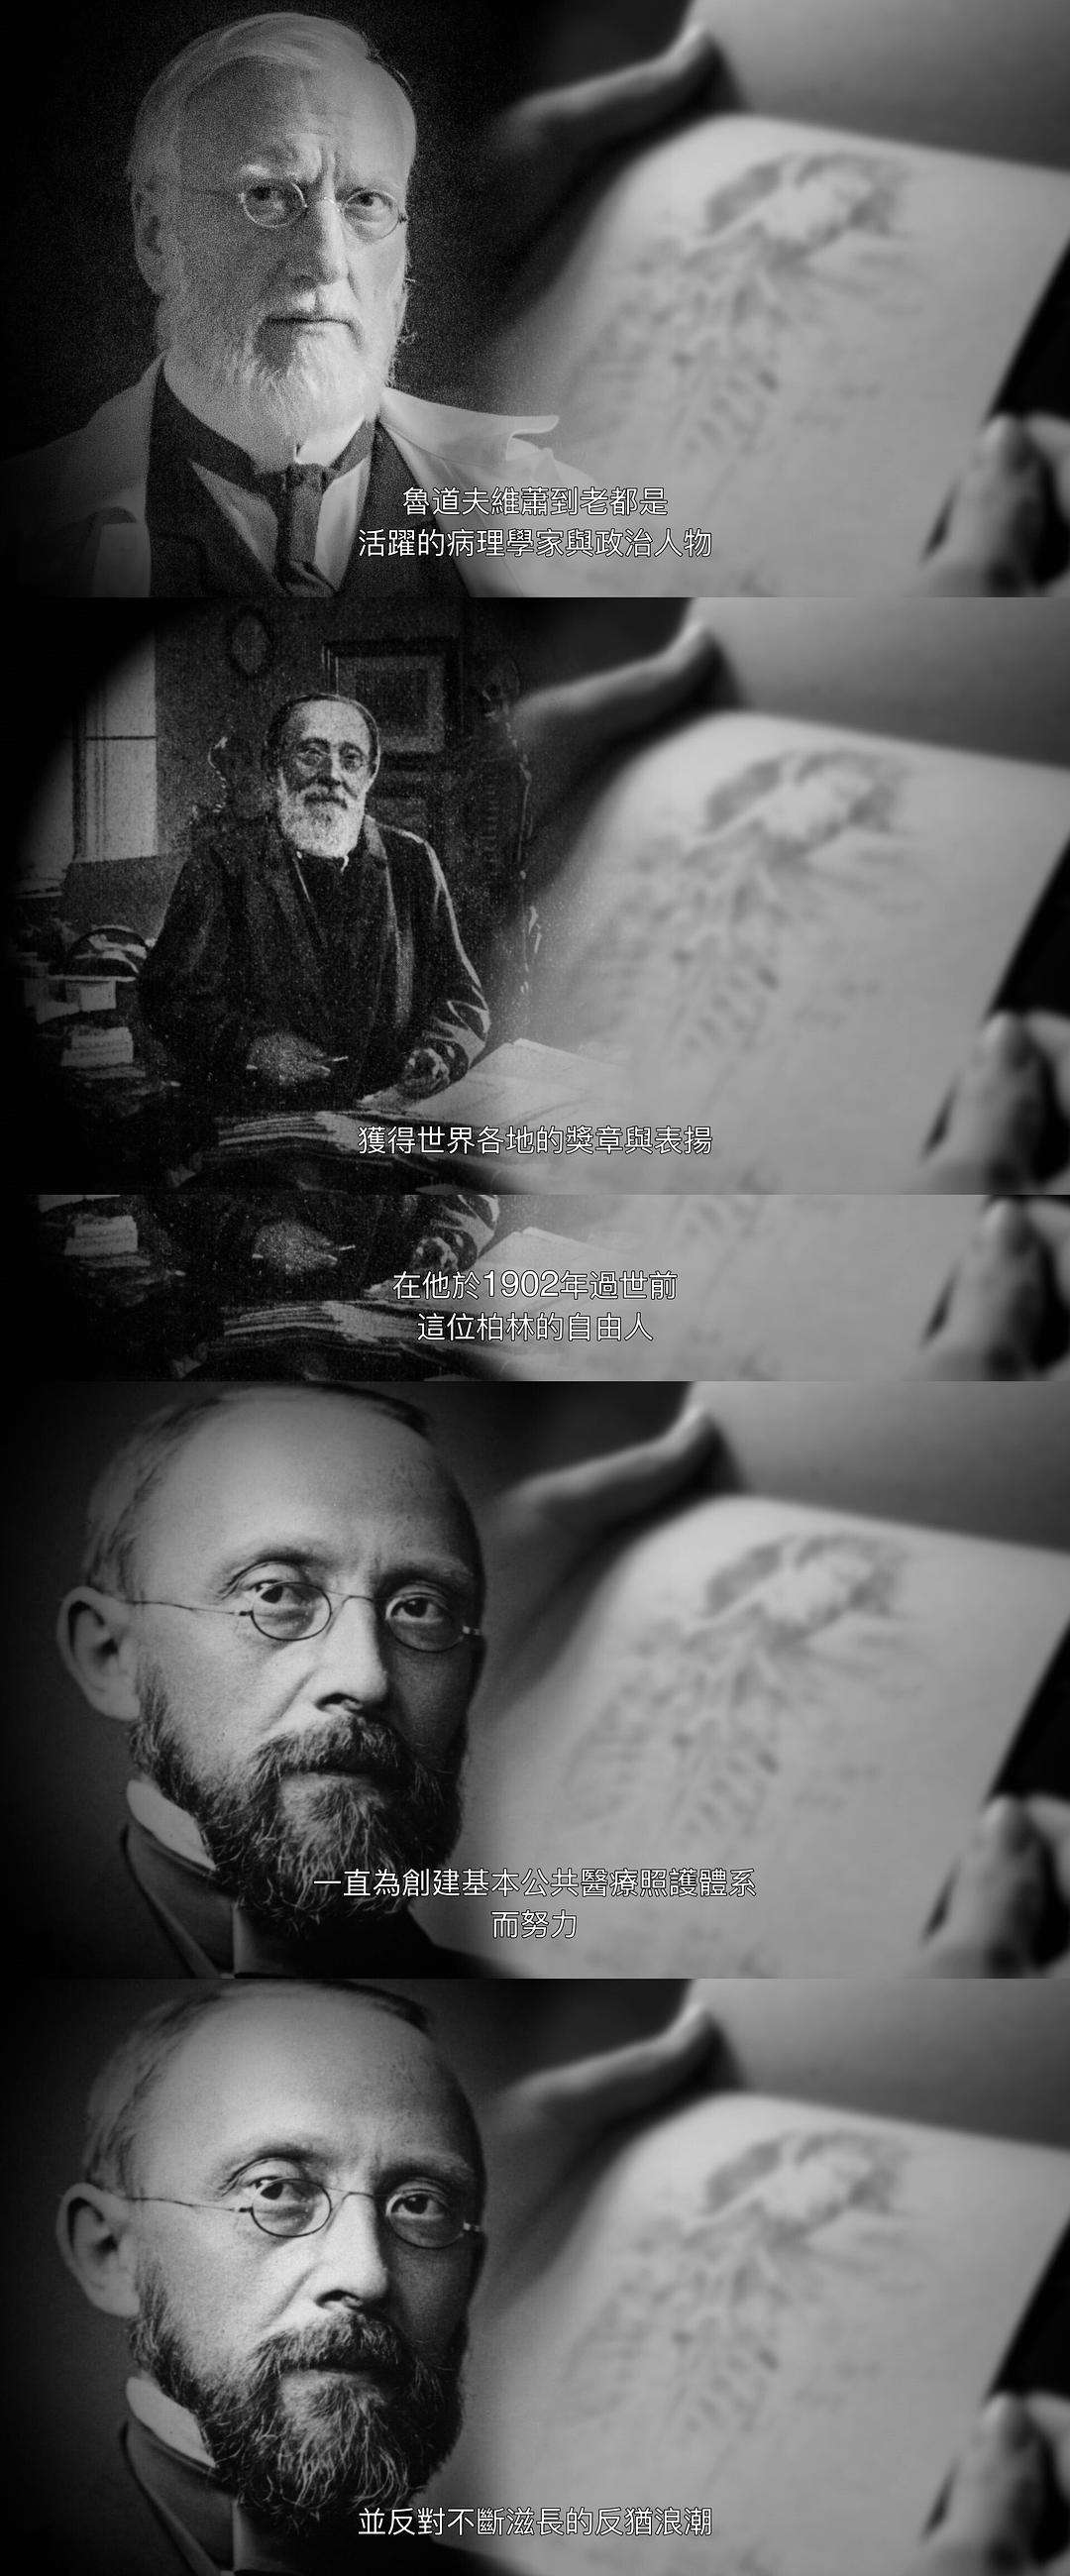 魯道夫維蕭到老都是
活躍的病理學家與政治人物
獲得世界各地的獎章與表揚
在他於1902年過世前
這位柏林的自由人
一直為創建基本公共醫療照護體系
而努力
並反對不斷滋長的反猶浪潮